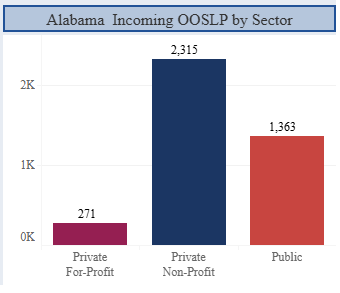 Alabama Incoming OOSLP by Sector
2,315
2K
1,363
1K
271
0K
Private
For-Profit
Private
Non-Profit
Public